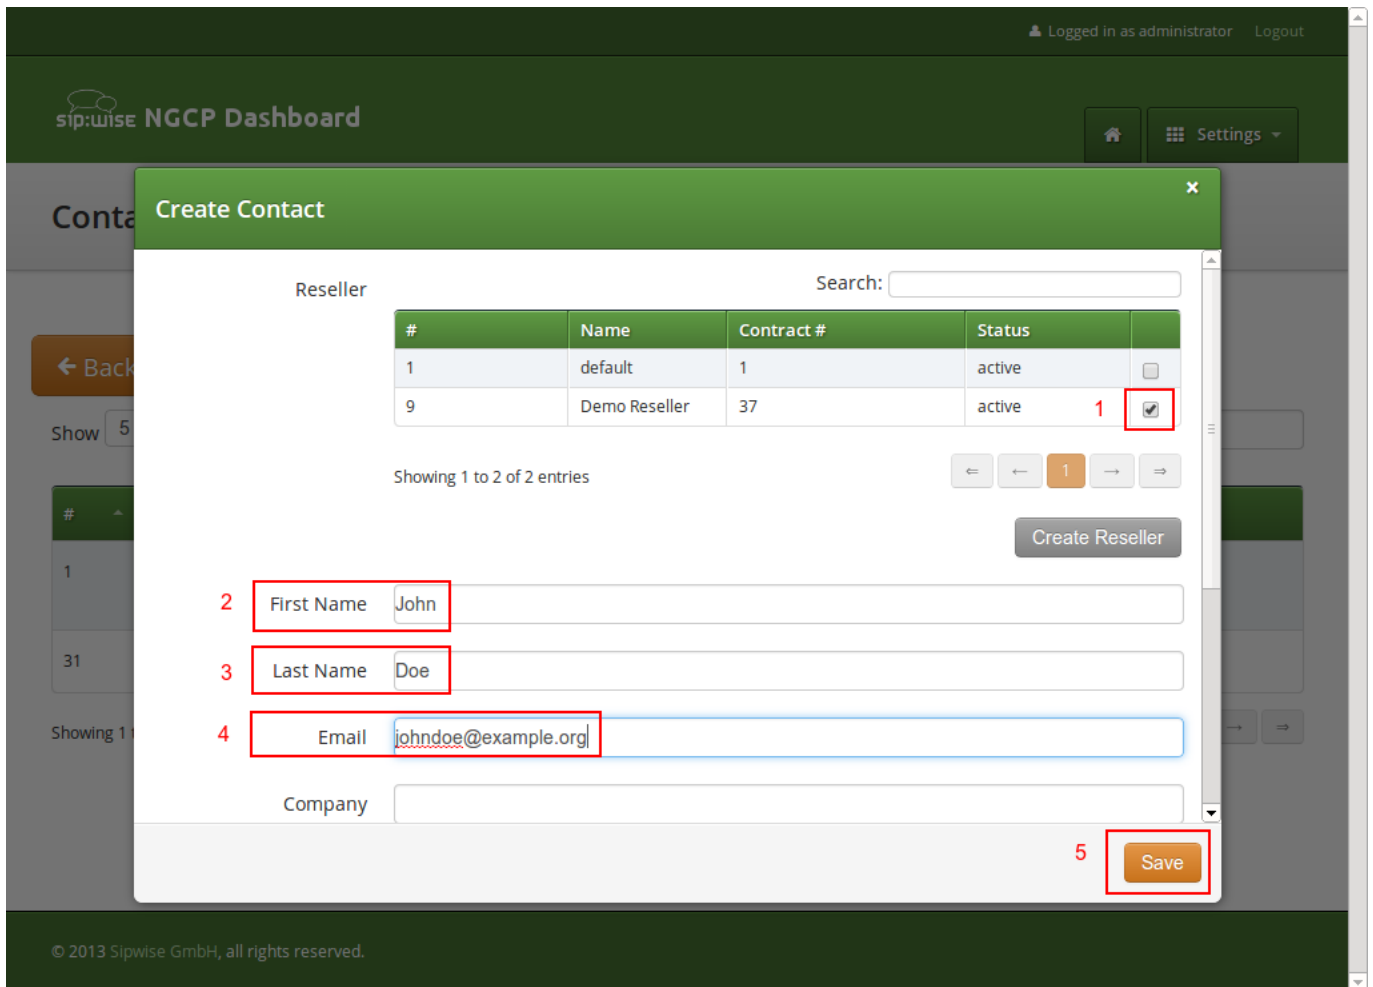 Logged in as administrator Logout
sip:wise NGCP Dashboard
Settings
Conta
Create Contact
×
Reseller
Search:
# Name Contract # Status
1 default 1 active
9 Demo Reseller 37 active
1
Back
Show 5
Showing 1 to 2 of 2 entries
⇐ ← 1 → ⇒
#
Create Reseller
1
2 First Name John
31
3 Last Name Doe
Showing 1 t
4 Email johndoe@example.org
→ ⇒
Company
5 Save
© 2013 Sipwise GmbH, all rights reserved.